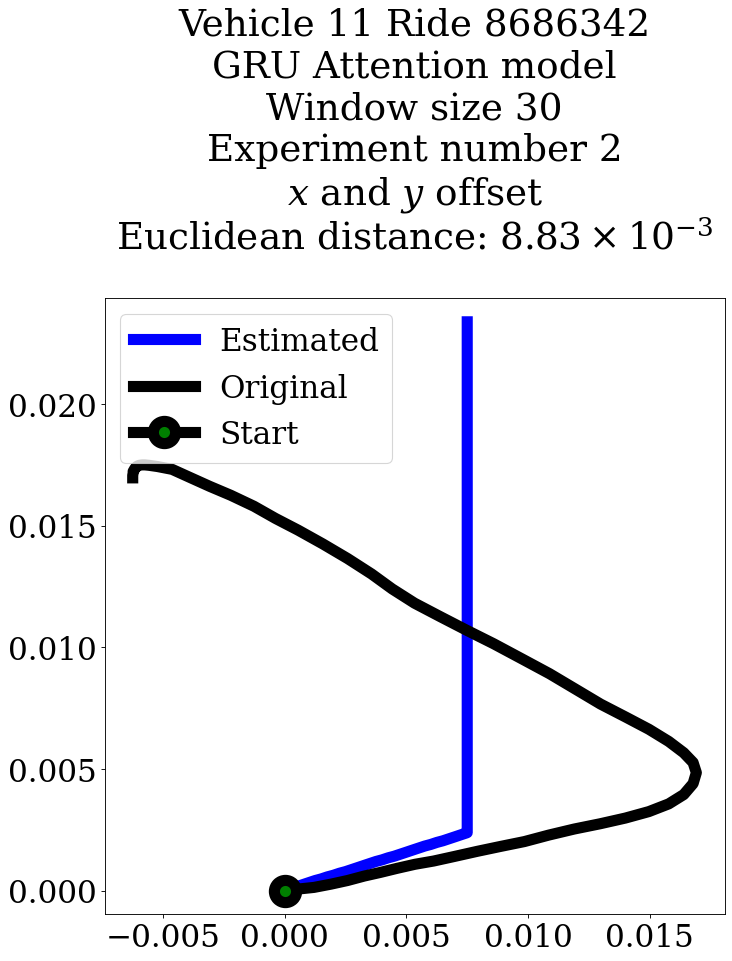 Vehicle 11 Ride 8686342
GRU Attention model
Window size 30
Experiment number 2
x and y offset
Euclidean distance: 8.83 × 10⁻³
Estimated
Original
Start
0.020
0.015
0.010
0.005
0.000
−0.005 0.000 0.005 0.010 0.015